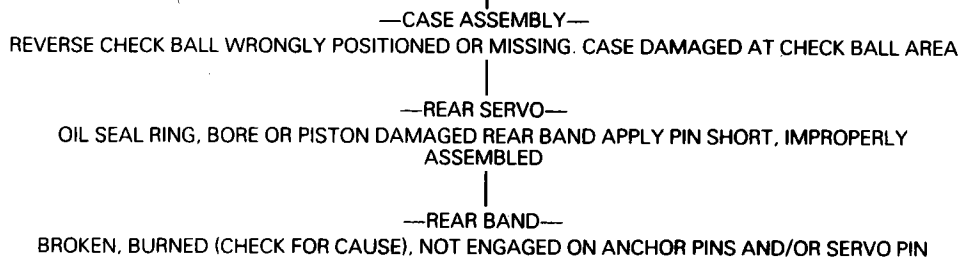 —CASE ASSEMBLY—
REVERSE CHECK BALL WRONGLY POSITIONED OR MISSING. CASE DAMAGED AT CHECK BALL AREA
—REAR SERVO—
OIL SEAL RING, BORE OR PISTON DAMAGED REAR BAND APPLY PIN SHORT, IMPROPERLY
ASSEMBLED
—REAR BAND—
BROKEN, BURNED (CHECK FOR CAUSE), NOT ENGAGED ON ANCHOR PINS AND/OR SERVO PIN